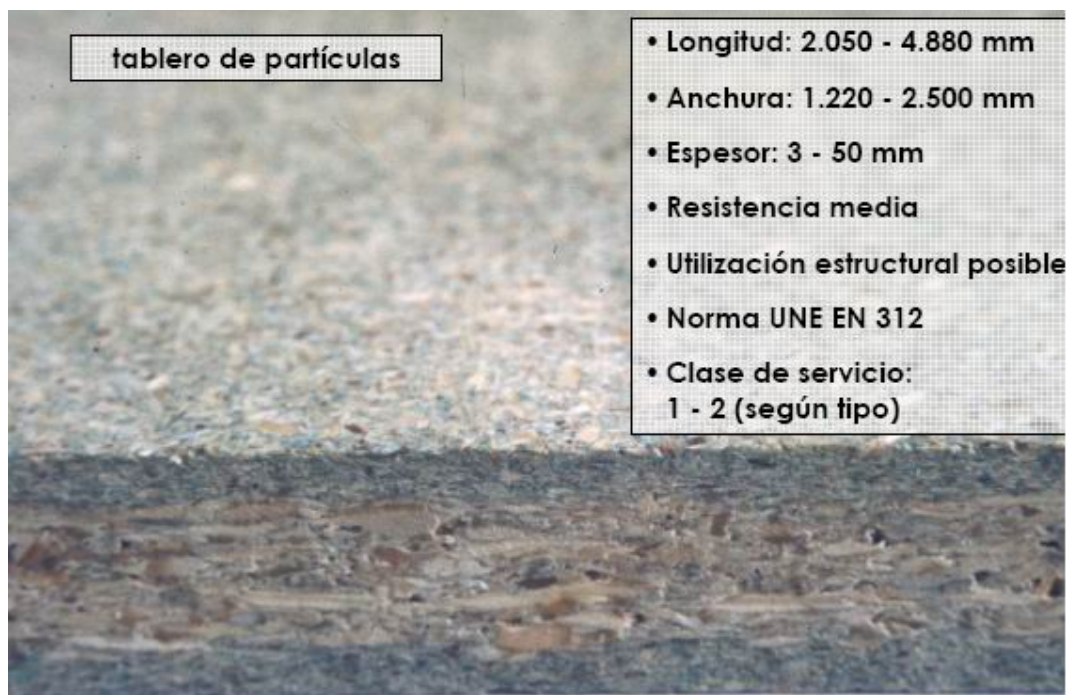 tablero de partículas
• Longitud: 2.050 - 4.880 mm
• Anchura: 1.220 - 2.500 mm
• Espesor: 3 - 50 mm
• Resistencia media
• Utilización estructural posible
• Norma UNE EN 312
• Clase de servicio:
1 - 2 (según tipo)